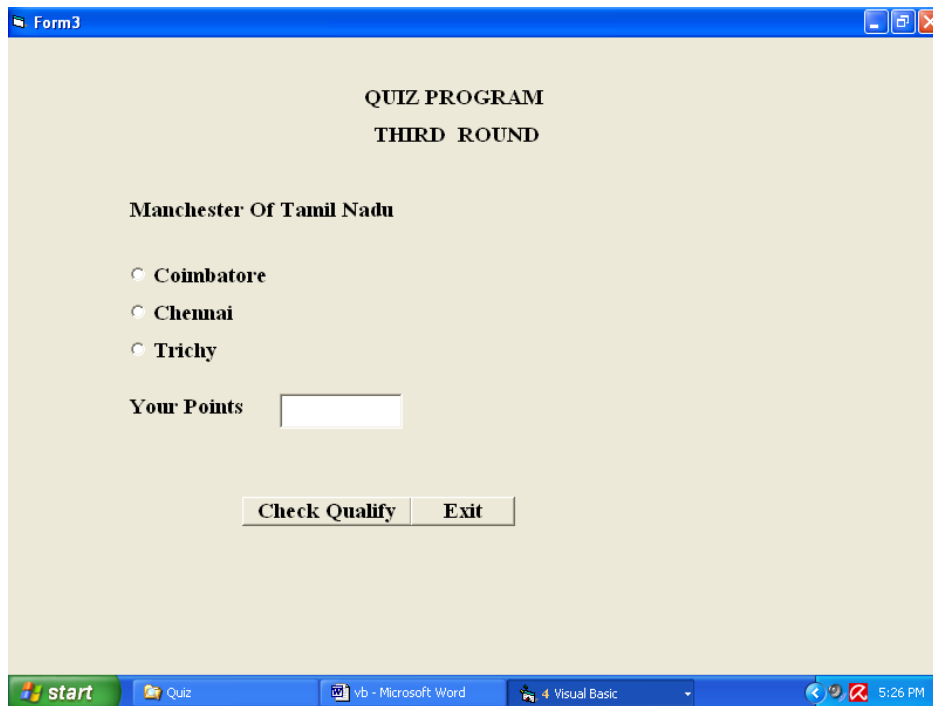 Form3
QUIZ PROGRAM
THIRD ROUND
Manchester Of Tamil Nadu
Coimbatore
Chennai
Trichy
Your Points
Check Qualify Exit
start Quiz vb - Microsoft Word 4 Visual Basic 5:26 PM